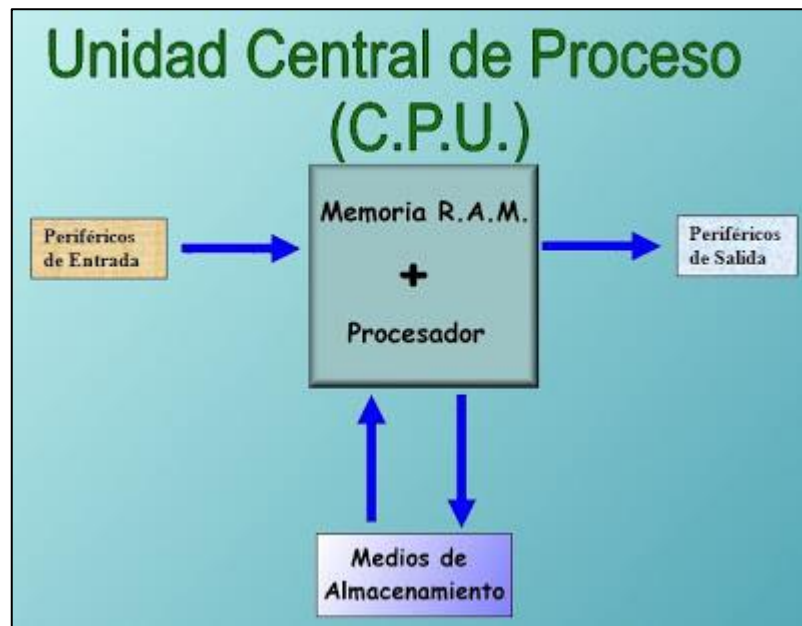 Unidad Central de Proceso
(C.P.U.)
Memoria R.A.M.
+
Procesador
Periféricos
de Entrada
Periféricos
de Salida
Medios de
Almacenamiento